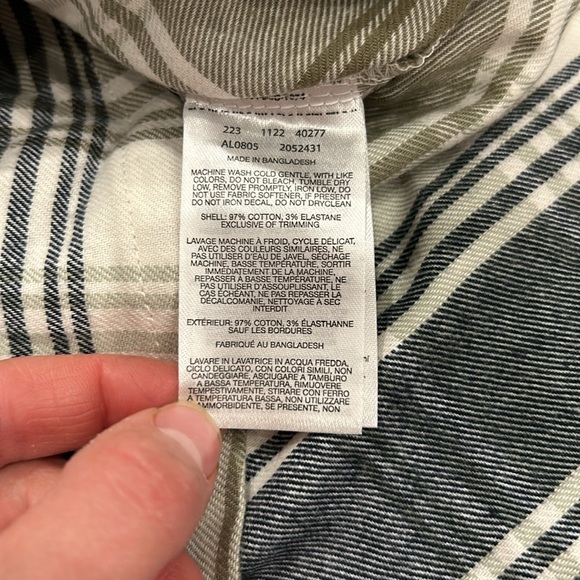 223 1122 40277
AL0805 2052431
MADE IN BANGLADESH
MACHINE WASH COLD GENTLE, WITH LIKE
COLORS, DO NOT BLEACH, TUMBLE DRY
LOW, REMOVE PROMPTLY, IRON LOW, DO
NOT USE FABRIC SOFTENER, IF PRESENT
DO NOT IRON DECAL, DO NOT DRYCLEAN
SHELL: 97% COTTON, 3% ELASTANE
EXCLUSIVE OF TRIMMING
LAVAGE MACHINE À FROID, CYCLE DÉLICAT,
AVEC DES COULEURS SIMILAIRES, NE
PAS UTILISER D'EAU DE JAVEL, SÉCHAGE
MACHINE, BASSE TEMPÉRATURE, SORTIR
IMMÉDIATEMENT DE LA MACHINE,
REPASSER À BASSE TEMPÉRATURE, NE
PAS UTILISER D'ASSOUPLISSANT. LE
CAS ÉCHÉANT, NE PAS REPASSER LA
DÉCALCOMANIE, NETTOYAGE À SEC
INTERDIT
EXTÉRIEUR: 97% COTON, 3% ÉLASTHANNE
SAUF LES BORDURES
FABRIQUÉ AU BANGLADESH
LAVARE IN LAVATRICE IN ACQUA FREDDA,
CICLO DELICATO, CON COLORI SIMILI, NON
CANDEGGIARE, ASCIUGARE A TAMBURO
A BASSA TEMPERATURA, RIMUOVERE
TEMPESTIVAMENTE, STIRARE CON FERRO
A TEMPERATURA BASSA, NON UTILIZZARE
AMMORBIDENTE, SE PRESENTE, NON